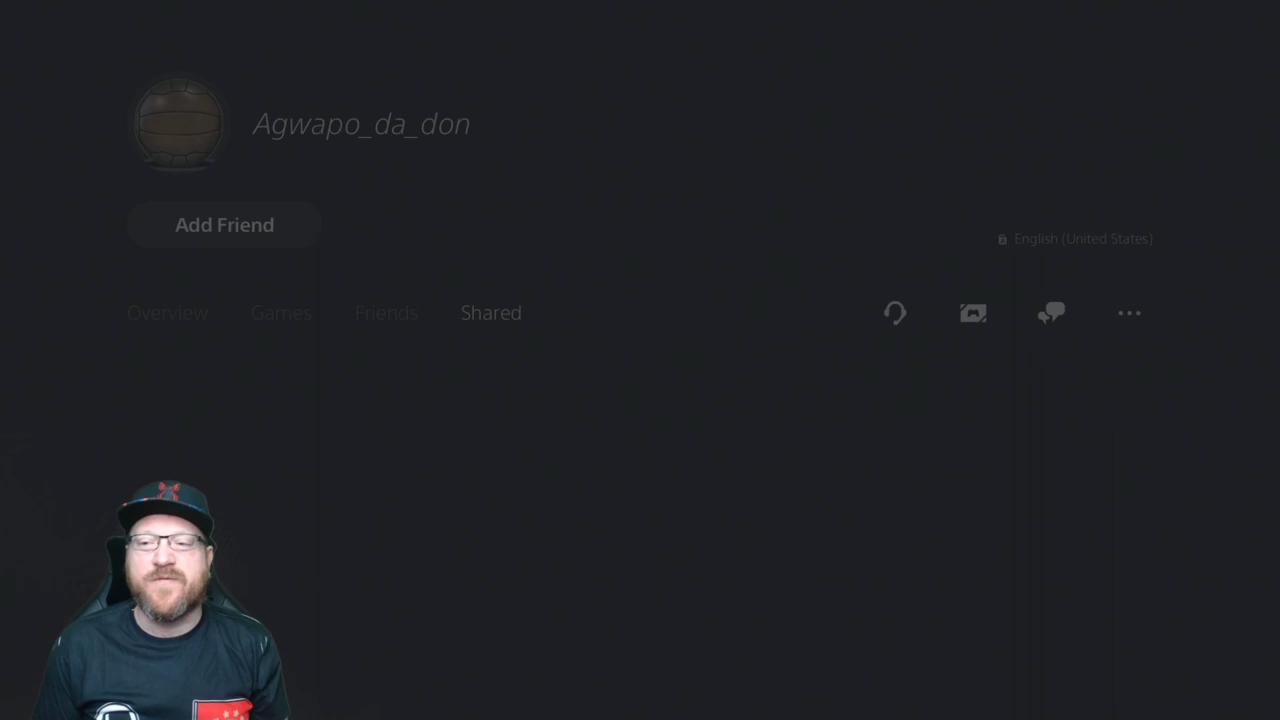 Agwapo_da_don
Add Friend
English (United States)
Overview Games Friends Shared